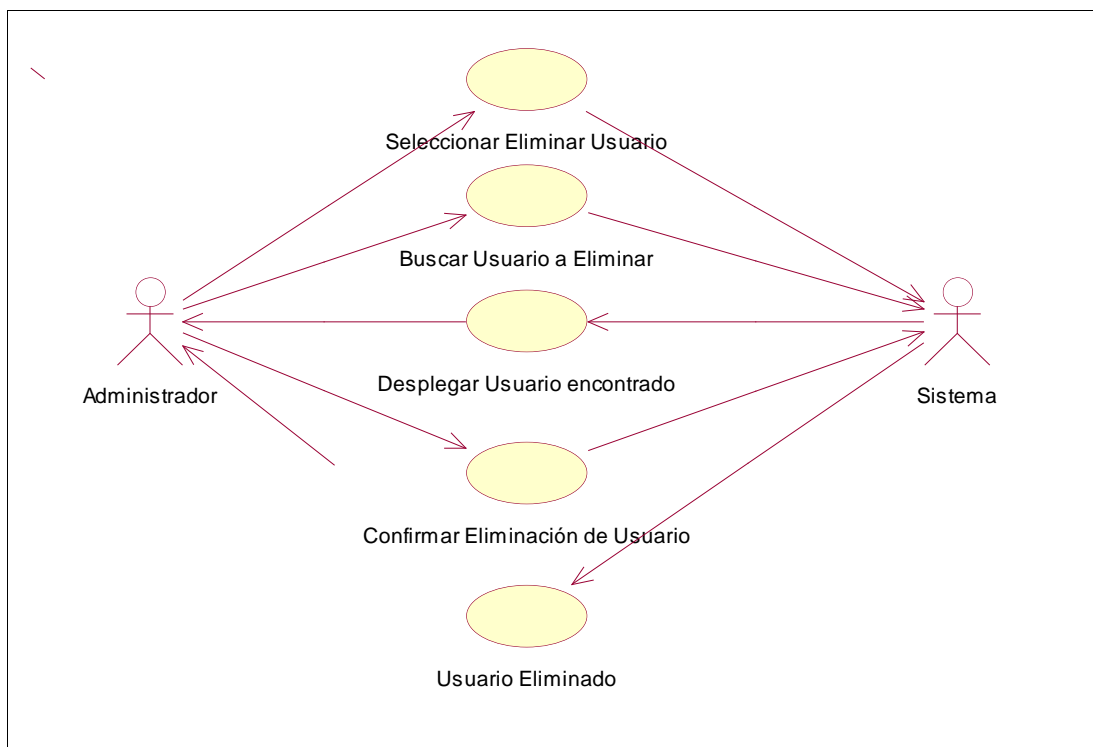 Seleccionar Eliminar Usuario
Buscar Usuario a Eliminar
Desplegar Usuario encontrado
Administrador
Sistema
Confirmar Eliminación de Usuario
Usuario Eliminado